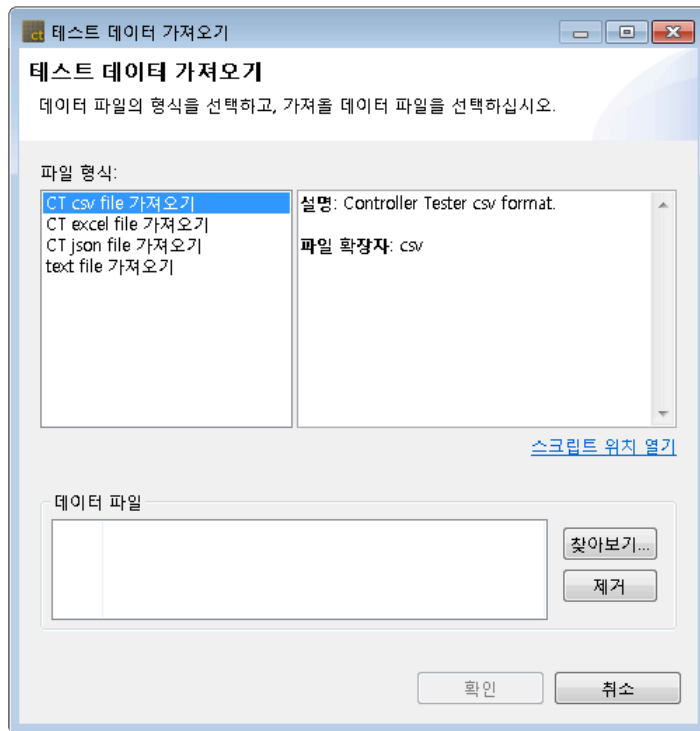 ct 테스트 데이터 가져오기
테스트 데이터 가져오기
데이터 파일의 형식을 선택하고, 가져올 데이터 파일을 선택하십시오.
파일 형식:
CT csv file 가져오기
CT excel file 가져오기
CT json file 가져오기
text file 가져오기
설명: Controller Tester csv format.
파일 확장자: csv
스크립트 위치 열기
데이터 파일
찾아보기...
제거
확인
취소